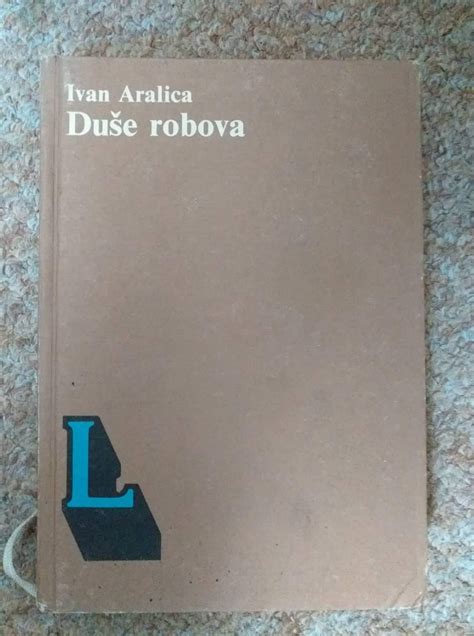 Ivan Aralica
Duše robova
L